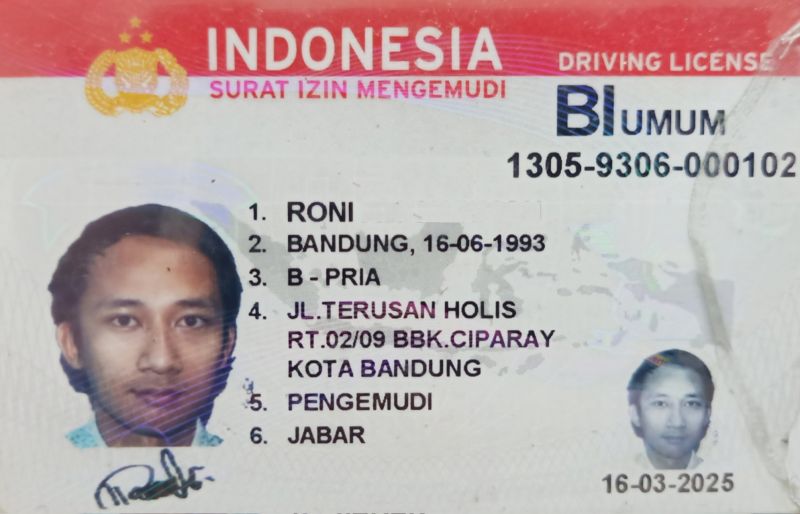 INDONESIA
SURAT IZIN MENGEMUDI
DRIVING LICENSE
BI UMUM
1305-9306-000102
1. RONI
2. BANDUNG, 16-06-1993
3. B - PRIA
4. JL.TERUSAN HOLIS
RT.02/09 BBK.CIPARAY
KOTA BANDUNG
5. PENGEMUDI
6. JABAR
16-03-2025